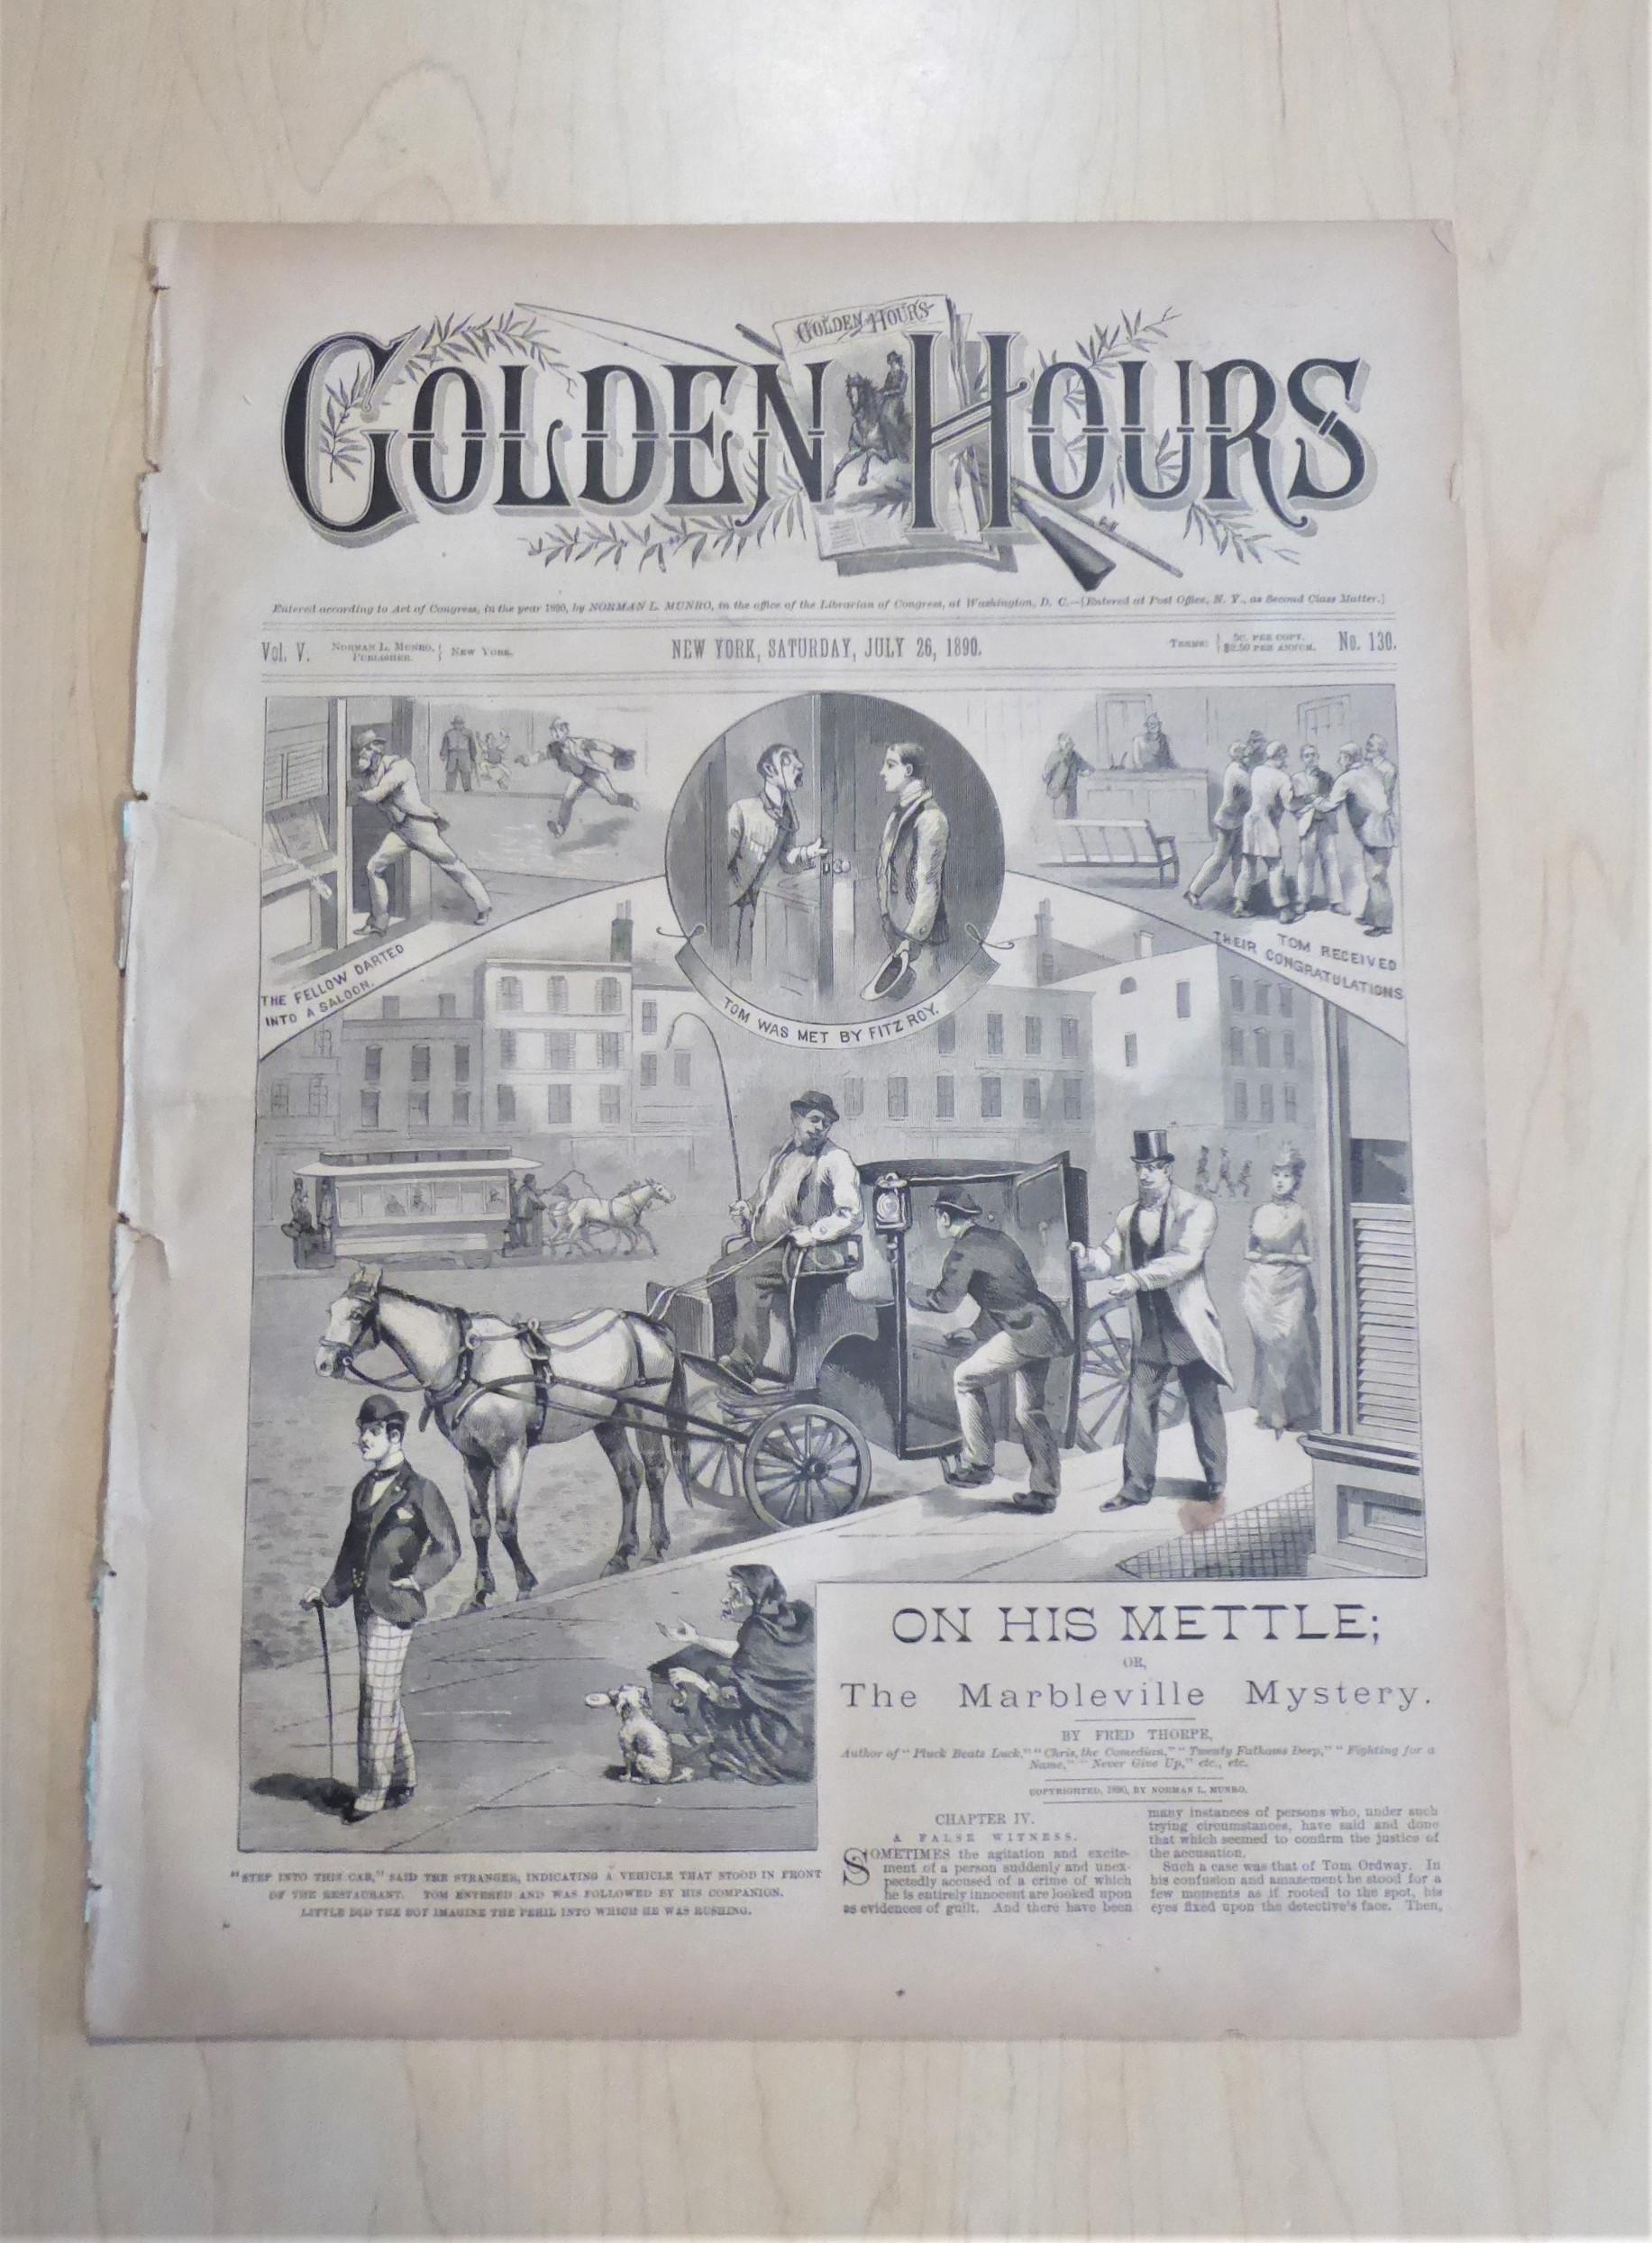 GOLDEN HOURS
GOLDEN HOURS
Entered according to Act of Congress, in the year 1890, by NORMAN L. MUNRO, in the office of the Librarian of Congress, at Washington, D. C.—[Entered at Post Office, N. Y., as Second Class Matter.]
Vol. V. NORMAN L. MUNRO, PUBLISHER. } NEW YORK. NEW YORK, SATURDAY, JULY 26, 1890. TERMS: { 5C. PER COPY. $2.50 PER ANNUM. No. 130.
THE FELLOW DARTED
INTO A SALOON.
TOM WAS MET BY FITZ ROY.
TOM RECEIVED
THEIR CONGRATULATIONS
"STEP INTO THIS CAB," SAID THE STRANGER, INDICATING A VEHICLE THAT STOOD IN FRONT
OF THE RESTAURANT. TOM ENTERED AND WAS FOLLOWED BY HIS COMPANION.
LITTLE DID THE BOY IMAGINE THE PERIL INTO WHICH HE WAS RUSHING.
ON HIS METTLE;
OR,
The Marbleville Mystery.
BY FRED THORPE,
Author of "Pluck Beats Luck," "Chris, the Comedian," "Twenty Fathoms Deep," "Fighting for a
Name," "Never Give Up," etc., etc.
COPYRIGHTED, 1890, BY NORMAN L. MUNRO.
CHAPTER IV.
A FALSE WITNESS.
SOMETIMES the agitation and excite-
ment of a person suddenly and unex-
pectedly accused of a crime of which
he is entirely innocent are looked upon
as evidences of guilt. And there have been
many instances of persons who, under such
trying circumstances, have said and done
that which seemed to confirm the justice of
the accusation.
Such a case was that of Tom Ordway. In
his confusion and amazement he stood for a
few moments as if rooted to the spot, his
eyes fixed upon the detective's face. Then,